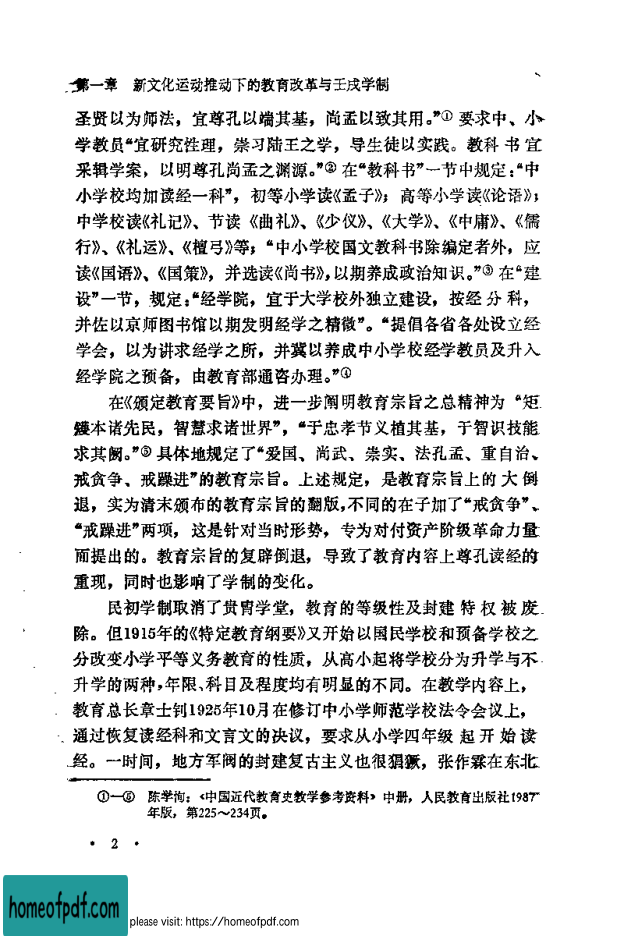 第一章 新文化运动推动下的教育改革与壬戌学制
圣贤以为师法，宜尊孔以端其基，尚孟以致其用。”① 要求中、小
学教员“宜研究性理，崇习陆王之学，导生徒以实践。教科书宜
采辑学案，以明尊孔尚孟之渊源。”② 在“教科书”一节中规定：“中
小学校均加读经一科”，初等小学读《孟子》；高等小学读《论语》；
中学校读《礼记》、节读《曲礼》、《少仪》、《大学》、《中庸》、《儒
行》、《礼运》、《檀弓》等；“中小学校国文教科书除编定者外，应
读《国语》、《国策》，并选读《尚书》，以期养成政治知识。”③ 在“建
设”一节，规定：“经学院，宜于大学校外独立建设，按经分科，
并佐以京师图书馆以期发明经学之精微”。“提倡各省各处设立经
学会，以为讲求经学之所，并冀以养成中小学校经学教员及升入
经学院之预备，由教育部通咨办理。”④
在《颁定教育要旨》中，进一步阐明教育宗旨之总精神为“矩
矱本诸先民，智慧求诸世界”，“于忠孝节义植其基，于智识技能
求其阙。”⑤ 具体地规定了“爱国、尚武、崇实、法孔孟、重自治、
戒贪争、戒躁进”的教育宗旨。上述规定，是教育宗旨上的大倒
退，实为清末颁布的教育宗旨的翻版，不同的在于加了“戒贪争”、
“戒躁进”两项，这是针对当时形势，专为对付资产阶级革命力量
而提出的。教育宗旨的复辟倒退，导致了教育内容上尊孔读经的
重现，同时也影响了学制的变化。
民初学制取消了贵胄学堂，教育的等级性及封建特权被废
除。但1915年的《特定教育纲要》又开始以国民学校和预备学校之
分改变小学平等义务教育的性质，从高小起将学校分为升学与不
升学的两种，年限、科目及程度均有明显的不同。在教学内容上，
教育总长章士钊1925年10月在修订中小学师范学校法令会议上，
通过恢复读经科和文言文的决议，要求从小学四年级起开始读
经。一时间，地方军阀的封建复古主义也很猖獗，张作霖在东北
①—⑤ 陈学恂：《中国近代教育史教学参考资料》中册，人民教育出版社1987
年版，第225～234页。
· 2 ·
homeofpdf.com
please visit: https://homeofpdf.com